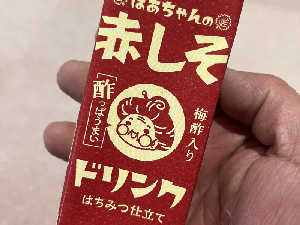 ばあちゃんの
赤しそ
酢
っぱうまい
梅酢入り
ドリンク
はちみつ仕立て